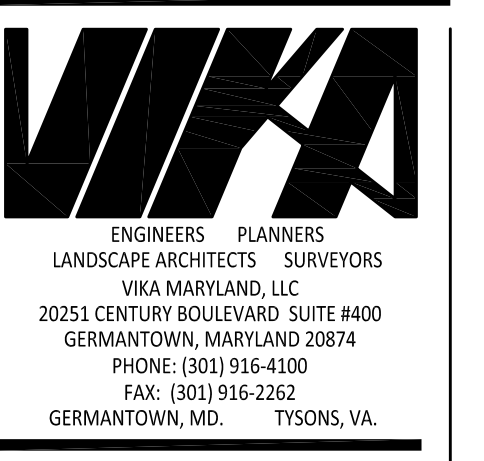 VIKA
ENGINEERS PLANNERS
LANDSCAPE ARCHITECTS SURVEYORS
VIKA MARYLAND, LLC
20251 CENTURY BOULEVARD SUITE #400
GERMANTOWN, MARYLAND 20874
PHONE: (301) 916-4100
FAX: (301) 916-2262
GERMANTOWN, MD. TYSONS, VA.